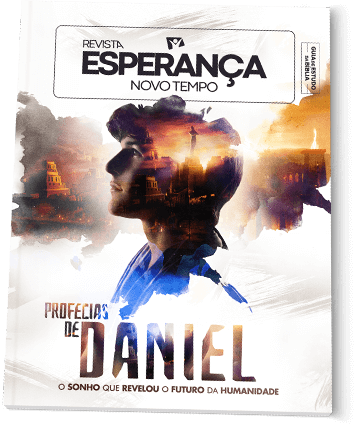 REVISTA
ESPERANÇA
NOVO TEMPO
GUIA DE ESTUDO
DA BÍBLIA
PROFECIAS
DE
DANIEL
O SONHO QUE REVELOU O FUTURO DA HUMANIDADE